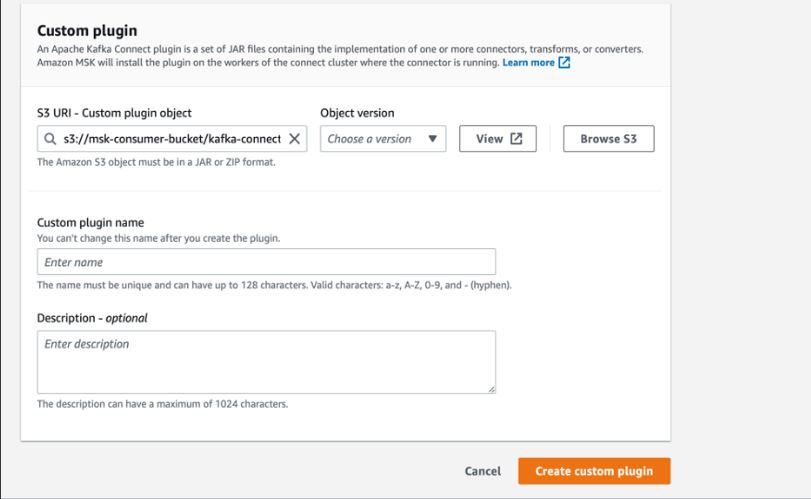 Custom plugin
An Apache Kafka Connect plugin is a set of JAR files containing the implementation of one or more connectors, transforms, or converters.
Amazon MSK will install the plugin on the workers of the connect cluster where the connector is running. Learn more
S3 URI - Custom plugin object
Object version
s3://msk-consumer-bucket/kafka-connect
Choose a version
View
Browse S3
The Amazon S3 object must be in a JAR or ZIP format.
Custom plugin name
You can't change this name after you create the plugin.
Enter name
The name must be unique and can have up to 128 characters. Valid characters: a-z, A-Z, 0-9, and - (hyphen).
Description - optional
Enter description
The description can have a maximum of 1024 characters.
Cancel
Create custom plugin